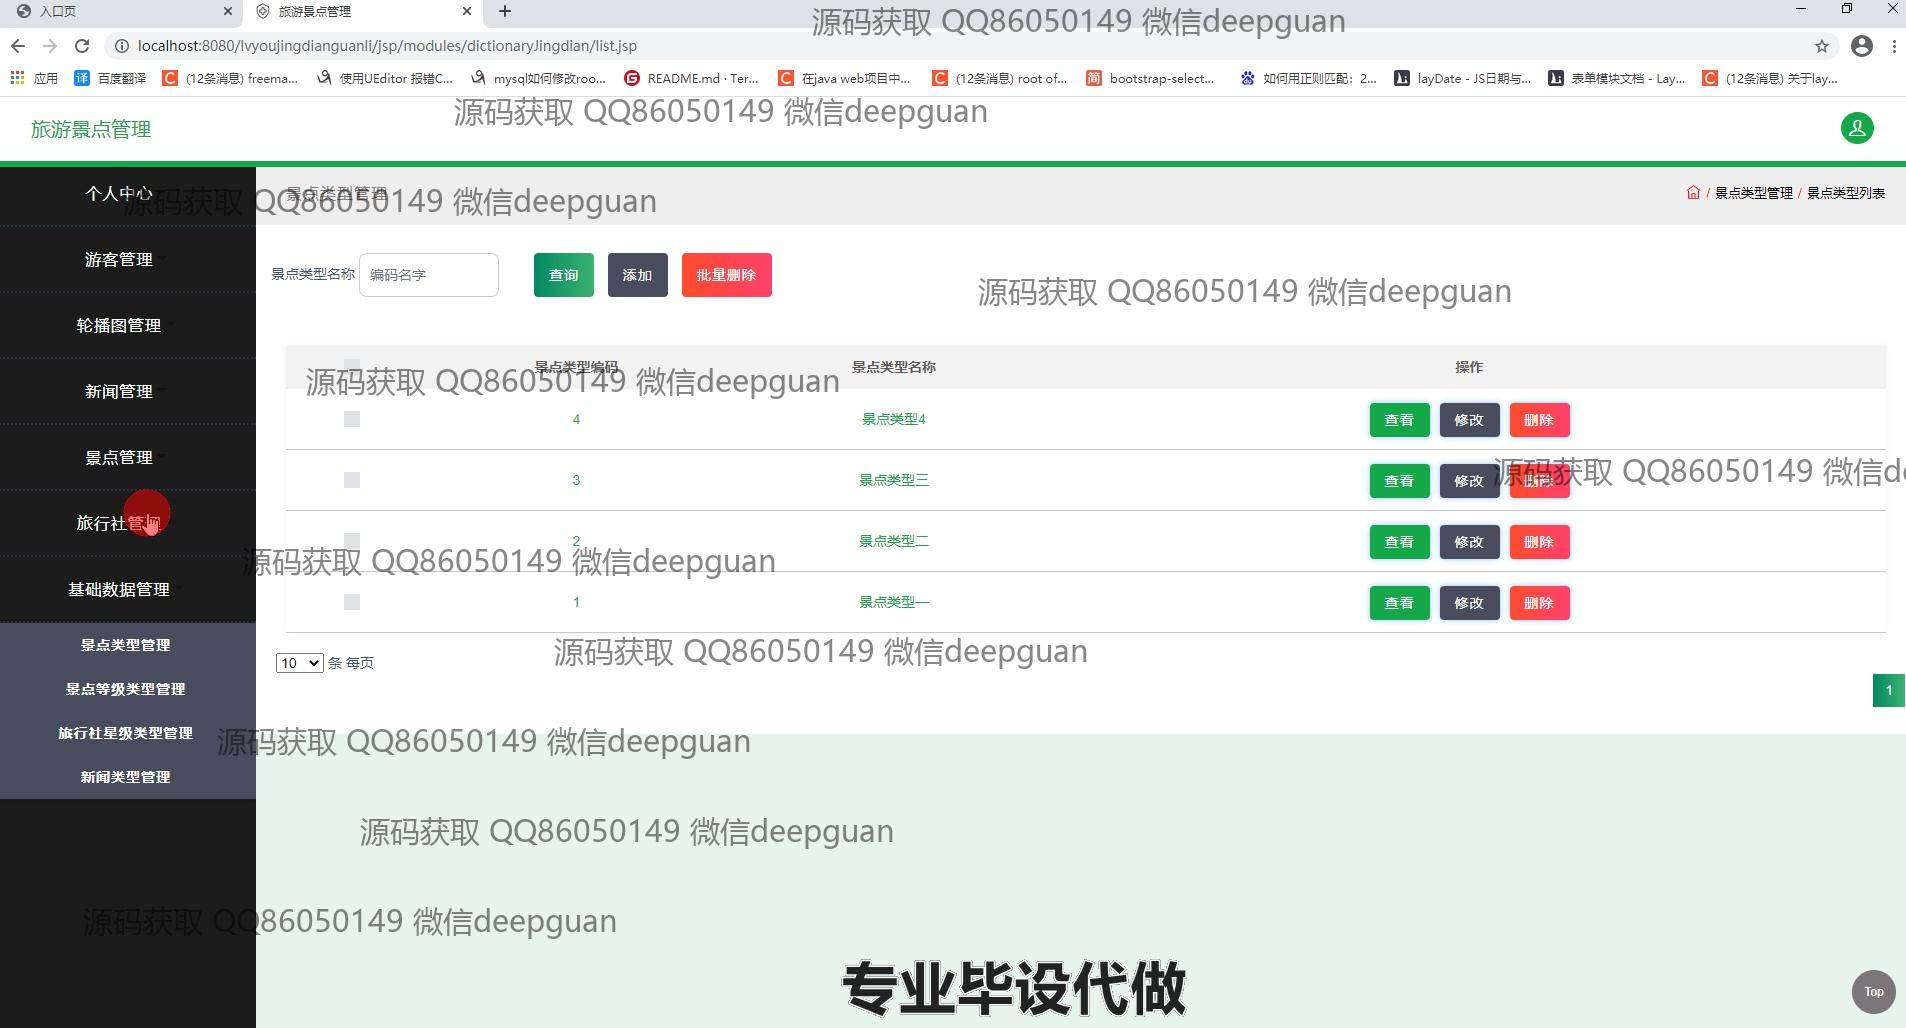 入口页
旅游景点管理
源码获取 QQ86050149 微信deepguan
localhost:8080/lvyoujingdianguanli/jsp/modules/dictionaryJingdian/list.jsp
应用
百度翻译
(12条消息) freema...
使用UEditor 报错C...
mysql如何修改roo...
README.md · Ter...
在java web项目中...
(12条消息) root of...
bootstrap-select...
如何用正则匹配：2...
layDate - JS日期与...
表单模块文档 - Lay...
(12条消息) 关于lay...
源码获取 QQ86050149 微信deepguan
旅游景点管理
个人中心
源码获取 QQ86050149 微信deepguan
景点类型管理
/ 景点类型管理 / 景点类型列表
游客管理
景点类型名称 编码名字 查询 添加 批量删除
源码获取 QQ86050149 微信deepguan
轮播图管理
景点类型编码 景点类型名称 操作
源码获取 QQ86050149 微信deepguan
新闻管理
4 景点类型4 查看 修改 删除
景点管理
3 景点类型三 查看 修改 删除
源码获取 QQ86050149 微信de
旅行社管理
2 景点类型二 查看 修改 删除
源码获取 QQ86050149 微信deepguan
基础数据管理
1 景点类型一 查看 修改 删除
景点类型管理
源码获取 QQ86050149 微信deepguan
10 条 每页
景点等级类型管理
1
旅行社星级类型管理
源码获取 QQ86050149 微信deepguan
新闻类型管理
源码获取 QQ86050149 微信deepguan
源码获取 QQ86050149 微信deepguan
专业毕设代做
Top